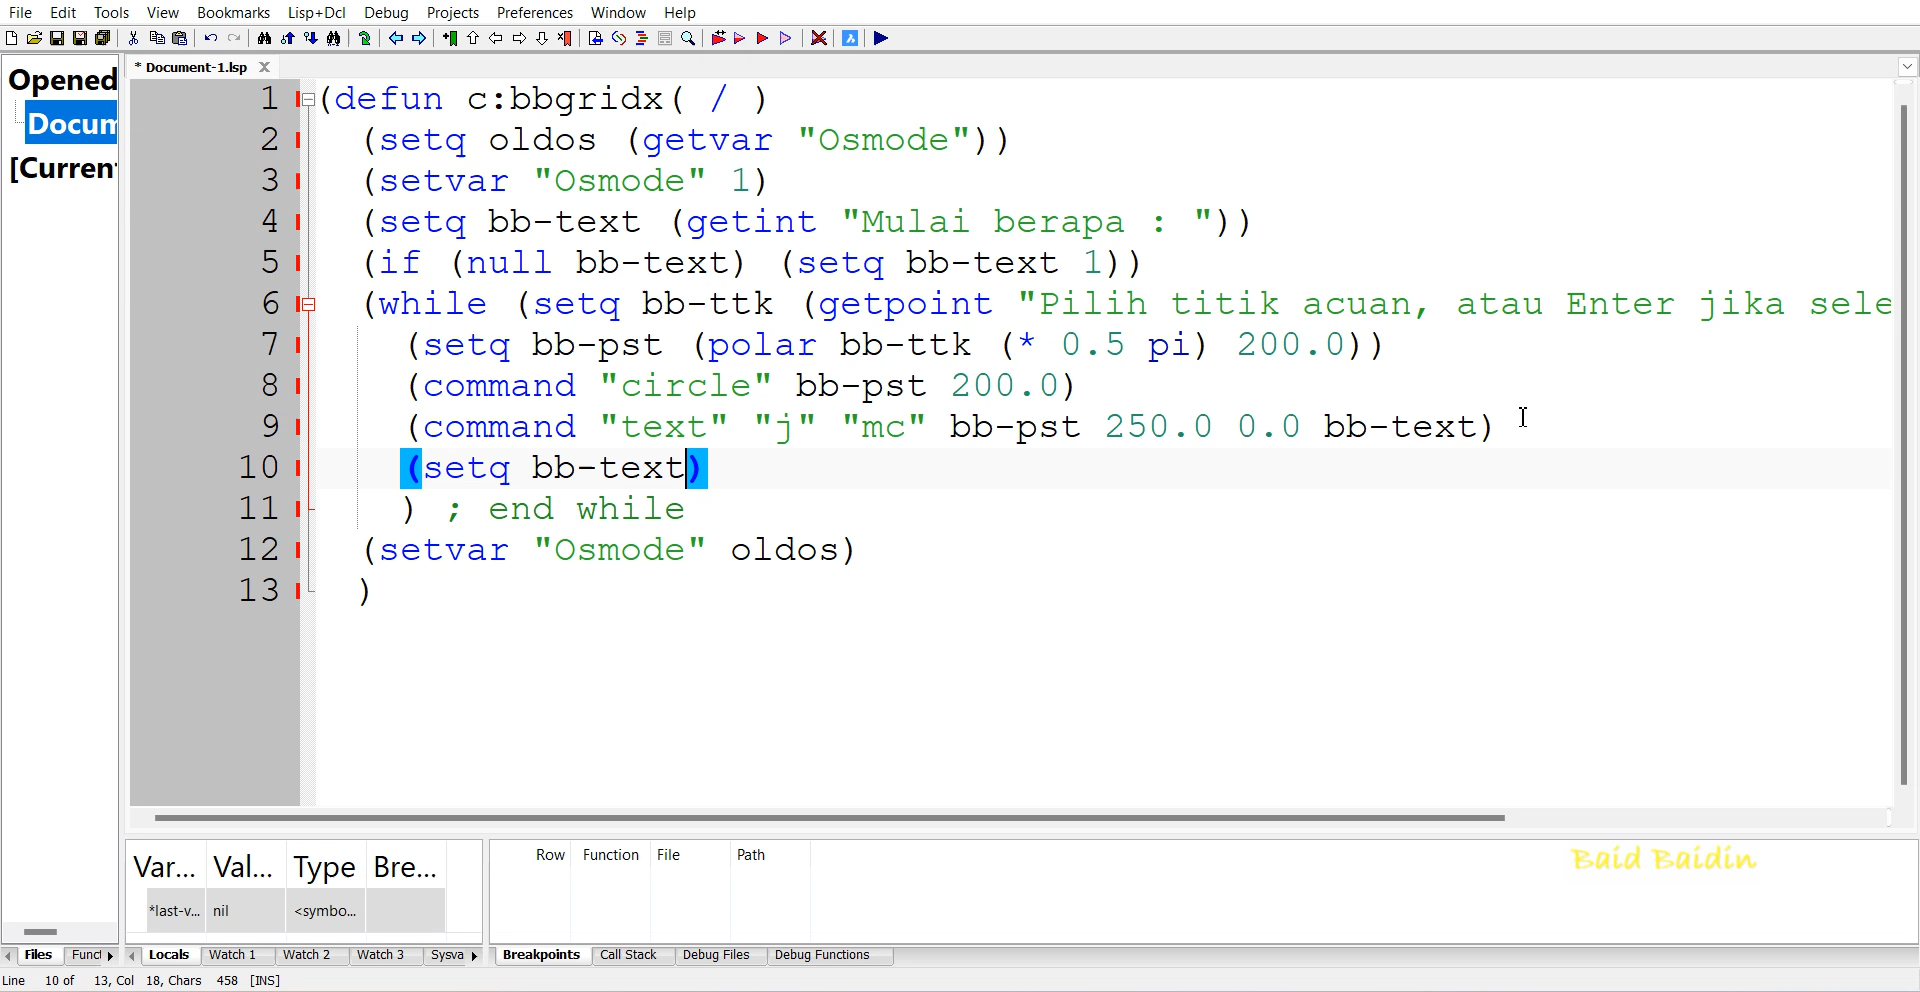 File Edit Tools View Bookmarks Lisp+Dcl Debug Projects Preferences Window Help
Opened
Docum
[Curren
* Document-1.lsp
1 (defun c:bbgridx( / )
2 (setq oldos (getvar "Osmode"))
3 (setvar "Osmode" 1)
4 (setq bb-text (getint "Mulai berapa : "))
5 (if (null bb-text) (setq bb-text 1))
6 (while (setq bb-ttk (getpoint "Pilih titik acuan, atau Enter jika sele
7 (setq bb-pst (polar bb-ttk (* 0.5 pi) 200.0))
8 (command "circle" bb-pst 200.0)
9 (command "text" "j" "mc" bb-pst 250.0 0.0 bb-text)
10 (setq bb-text)
11 ) ; end while
12 (setvar "Osmode" oldos)
13 )
Var... Val... Type Bre...
*last-v... nil <symbo...
Row Function File Path
Baid Baidin
Files Funct Locals Watch 1 Watch 2 Watch 3 Sysva Breakpoints Call Stack Debug Files Debug Functions
Line 10 of 13, Col 18, Chars 458 [INS]